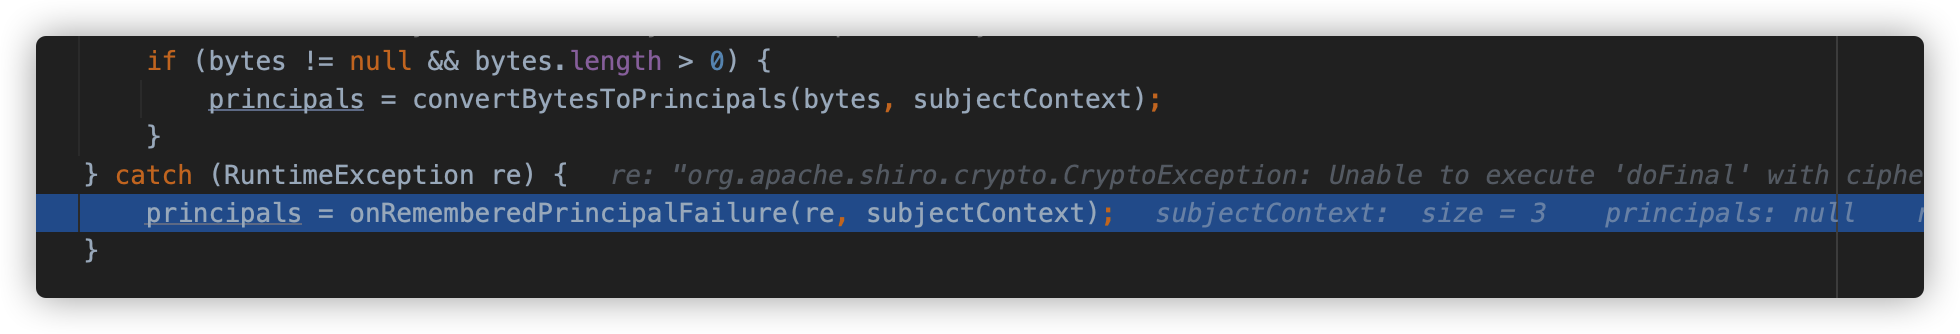 if (bytes != null && bytes.length > 0) {
principals = convertBytesToPrincipals(bytes, subjectContext);
}
} catch (RuntimeException re) { re: "org.apache.shiro.crypto.CryptoException: Unable to execute 'doFinal' with ciphe
principals = onRememberedPrincipalFailure(re, subjectContext); subjectContext: size = 3 principals: null
}